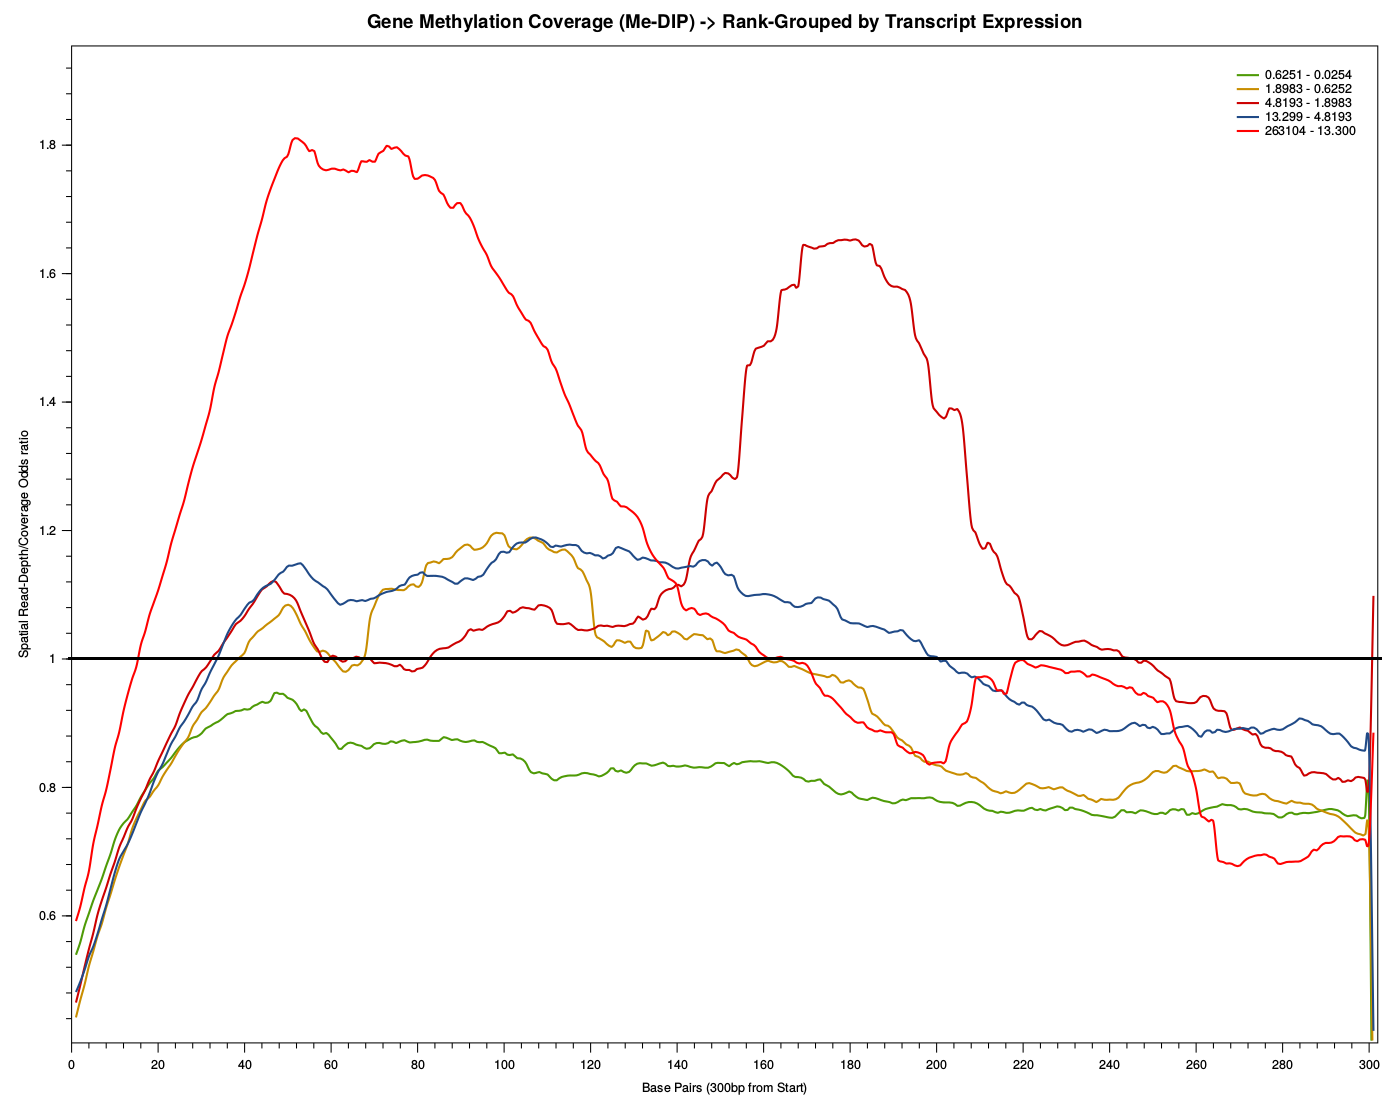 Gene Methylation Coverage (Me-DIP) -> Rank-Grouped by Transcript Expression
0.6251 - 0.0254
1.8983 - 0.6252
4.8193 - 1.8983
13.299 - 4.8193
263104 - 13.300
1.8
1.6
1.4
1.2
1
0.8
0.6
Spatial Read-Depth/Coverage Odds ratio
0 20 40 60 80 100 120 140 160 180 200 220 240 260 280 300
Base Pairs (300bp from Start)